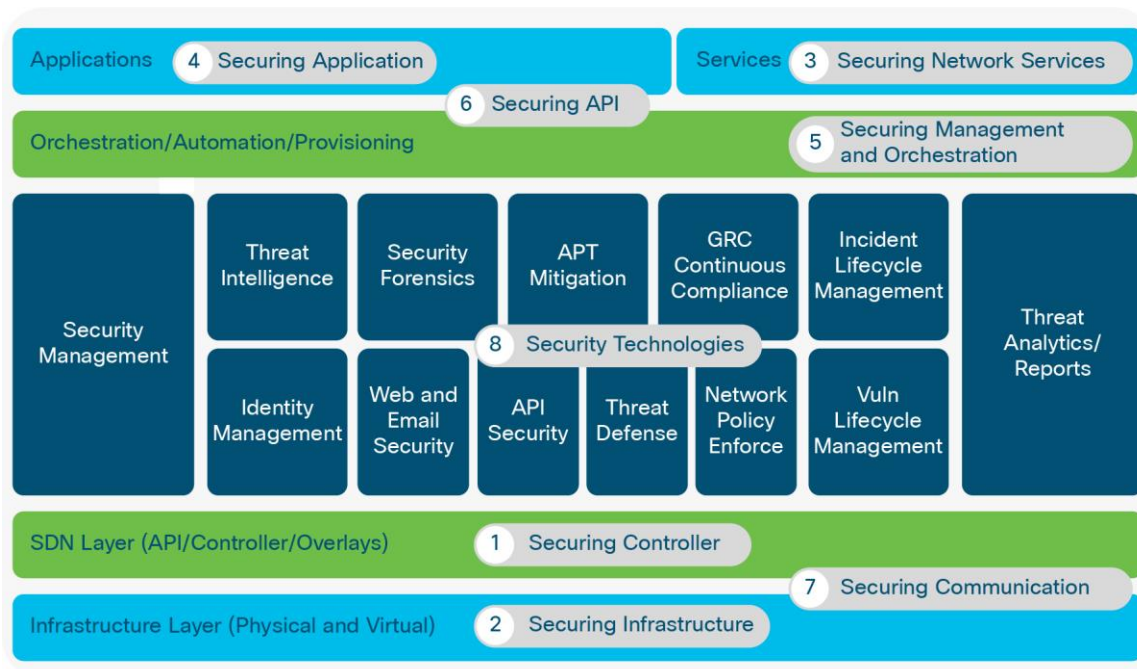 Applications
4 Securing Application
Services
3 Securing Network Services
6 Securing API
Orchestration/Automation/Provisioning
5 Securing Management
and Orchestration
Security
Management
Threat
Intelligence
Security
Forensics
APT
Mitigation
GRC
Continuous
Compliance
Incident
Lifecycle
Management
Threat
Analytics/
Reports
8 Security Technologies
Identity
Management
Web and
Email
Security
API
Security
Threat
Defense
Network
Policy
Enforce
Vuln
Lifecycle
Management
SDN Layer (API/Controller/Overlays)
1 Securing Controller
7 Securing Communication
Infrastructure Layer (Physical and Virtual)
2 Securing Infrastructure